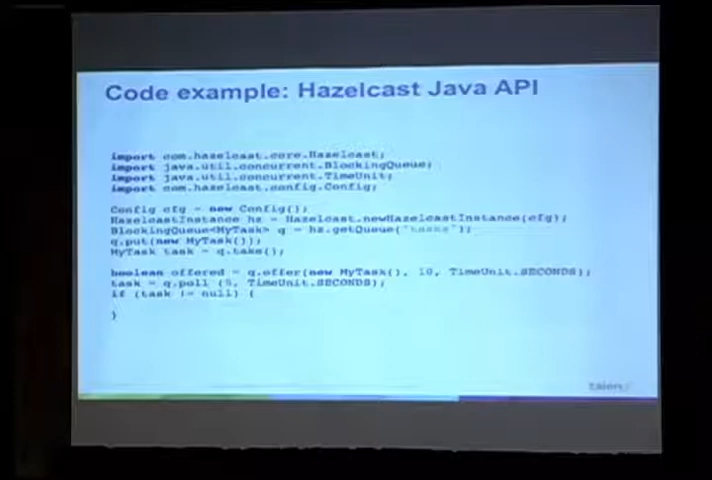 Code example: Hazelcast Java API
import com.hazelcast.core.Hazelcast;
import java.util.concurrent.BlockingQueue;
import java.util.concurrent.TimeUnit;
import com.hazelcast.config.Config;
Config cfg = new Config();
HazelcastInstance hz = Hazelcast.newHazelcastInstance(cfg);
BlockingQueue<MyTask> q = hz.getQueue("tasks");
q.put(new MyTask());
MyTask task = q.take();
boolean offered = q.offer(new MyTask(), 10, TimeUnit.SECONDS);
task = q.poll (5, TimeUnit.SECONDS);
if (task != null) {
}
talend